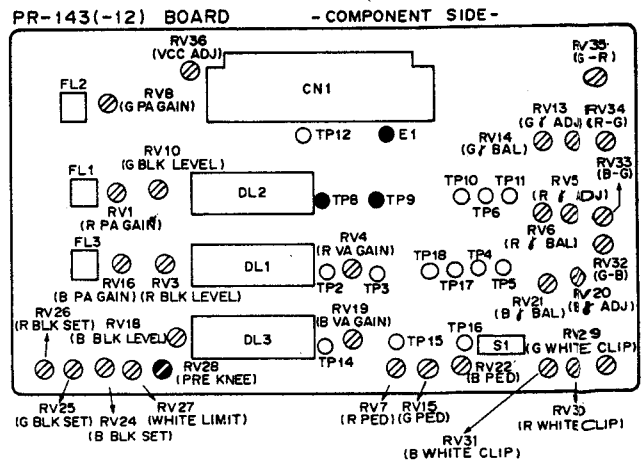 PR-143(-12) BOARD
-COMPONENT SIDE-
RV36
(VCC ADJ)
RV35
(G-R)
FL2
RV8
(G PA GAIN)
CN1
RV13
(G γ ADJ)
RV34
(R-G)
TP12
E1
RV14
(G γ BAL)
RV10
(G BLK LEVEL)
RV33
(B-G)
FL1
DL2
TP8
TP9
TP10
TP11
TP6
RV5
(R γ ADJ)
RV1
(R PA GAIN)
RV6
(R γ BAL)
FL3
RV4
(R VA GAIN)
DL1
TP2
TP3
TP18
TP17
TP4
TP5
RV32
(G-B)
RV16
(B PA GAIN)
RV3
(R BLK LEVEL)
RV21
(B γ BAL)
RV20
(B γ ADJ)
RV26
(R BLK SET)
RV18
(B BLK LEVEL)
RV19
(B VA GAIN)
DL3
TP14
TP15
TP16
S1
RV29
(G WHITE CLIP)
RV28
(PRE KNEE)
RV22
(B PED)
RV25
(G BLK SET)
RV24
(B BLK SET)
RV27
(WHITE LIMIT)
RV7
(R PED)
RV15
(G PED)
RV30
(R WHITE CLIP)
RV31
(B WHITE CLIP)